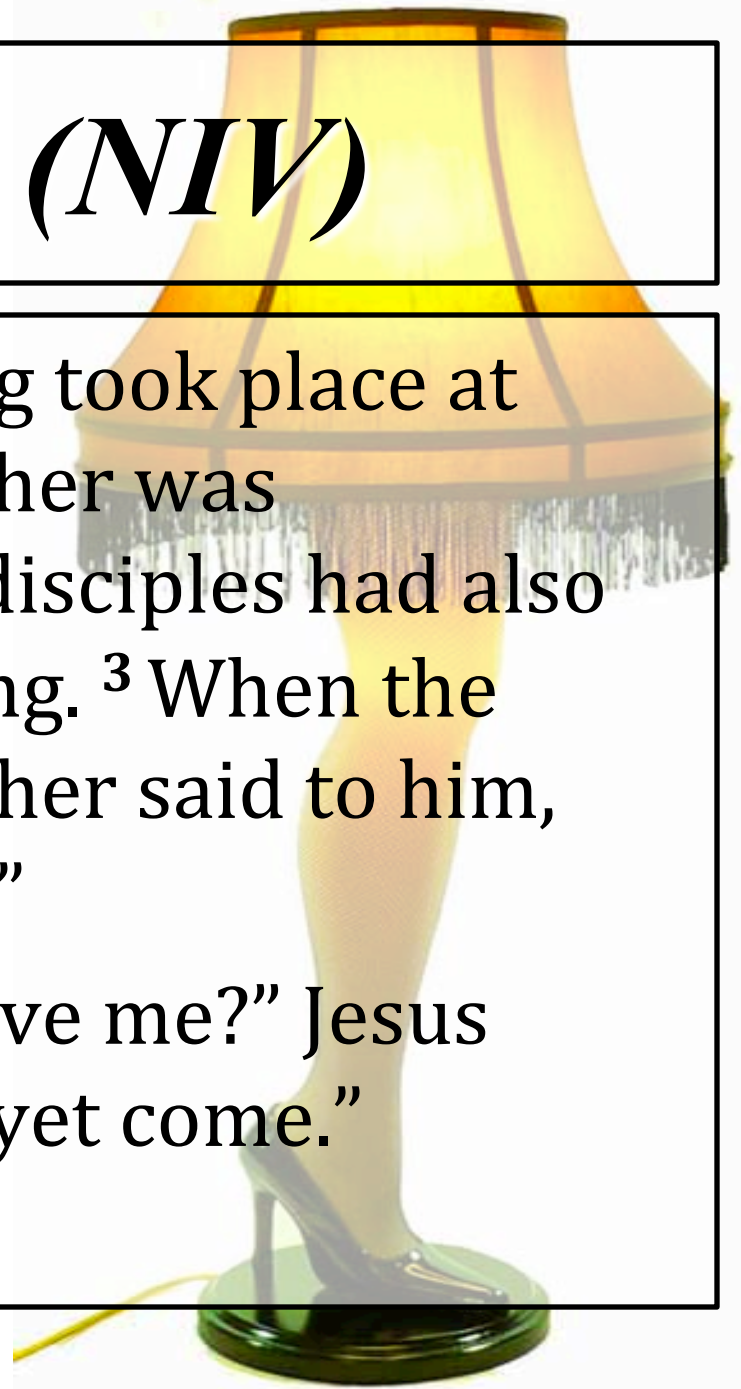 (NIV)
g took place at
her was
disciples had also
ng. ³ When the
her said to him,
”
ve me?” Jesus
yet come.”